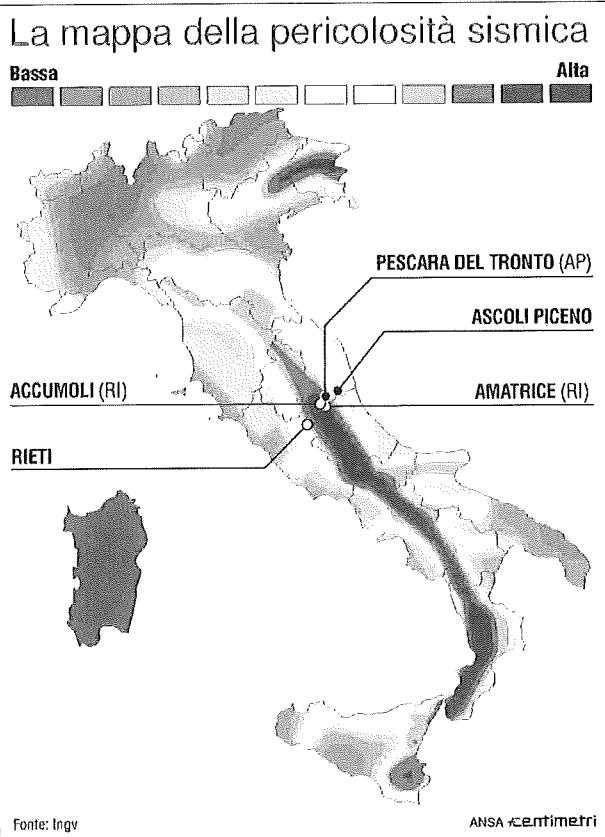 La mappa della pericolosità sismica
Bassa
Alta
PESCARA DEL TRONTO (AP)
ASCOLI PICENO
ACCUMOLI (RI)
AMATRICE (RI)
RIETI
Fonte: Ingv
ANSA centimetri